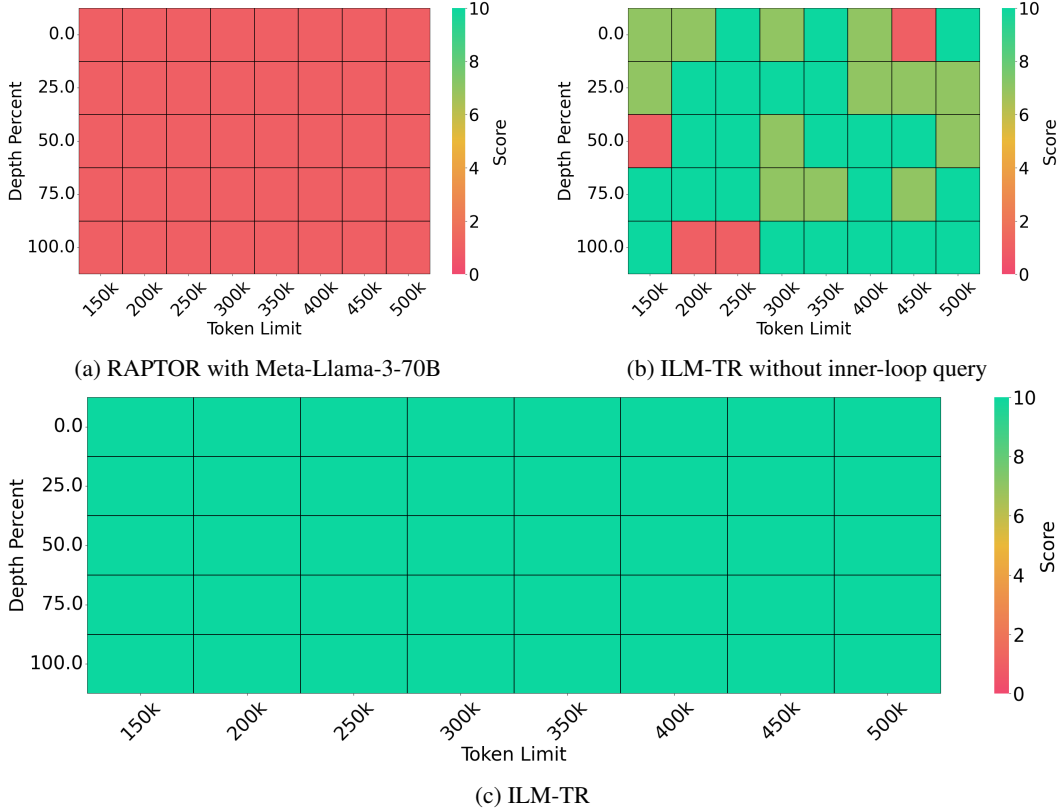 0.0
25.0
50.0
75.0
100.0
Depth Percent
150k
200k
250k
300k
350k
400k
450k
500k
Token Limit
10
8
6
4
2
0
Score
(a) RAPTOR with Meta-Llama-3-70B
0.0
25.0
50.0
75.0
100.0
Depth Percent
150k
200k
250k
300k
350k
400k
450k
500k
Token Limit
10
8
6
4
2
0
Score
(b) ILM-TR without inner-loop query
0.0
25.0
50.0
75.0
100.0
Depth Percent
150k
200k
250k
300k
350k
400k
450k
500k
Token Limit
10
8
6
4
2
0
Score
(c) ILM-TR